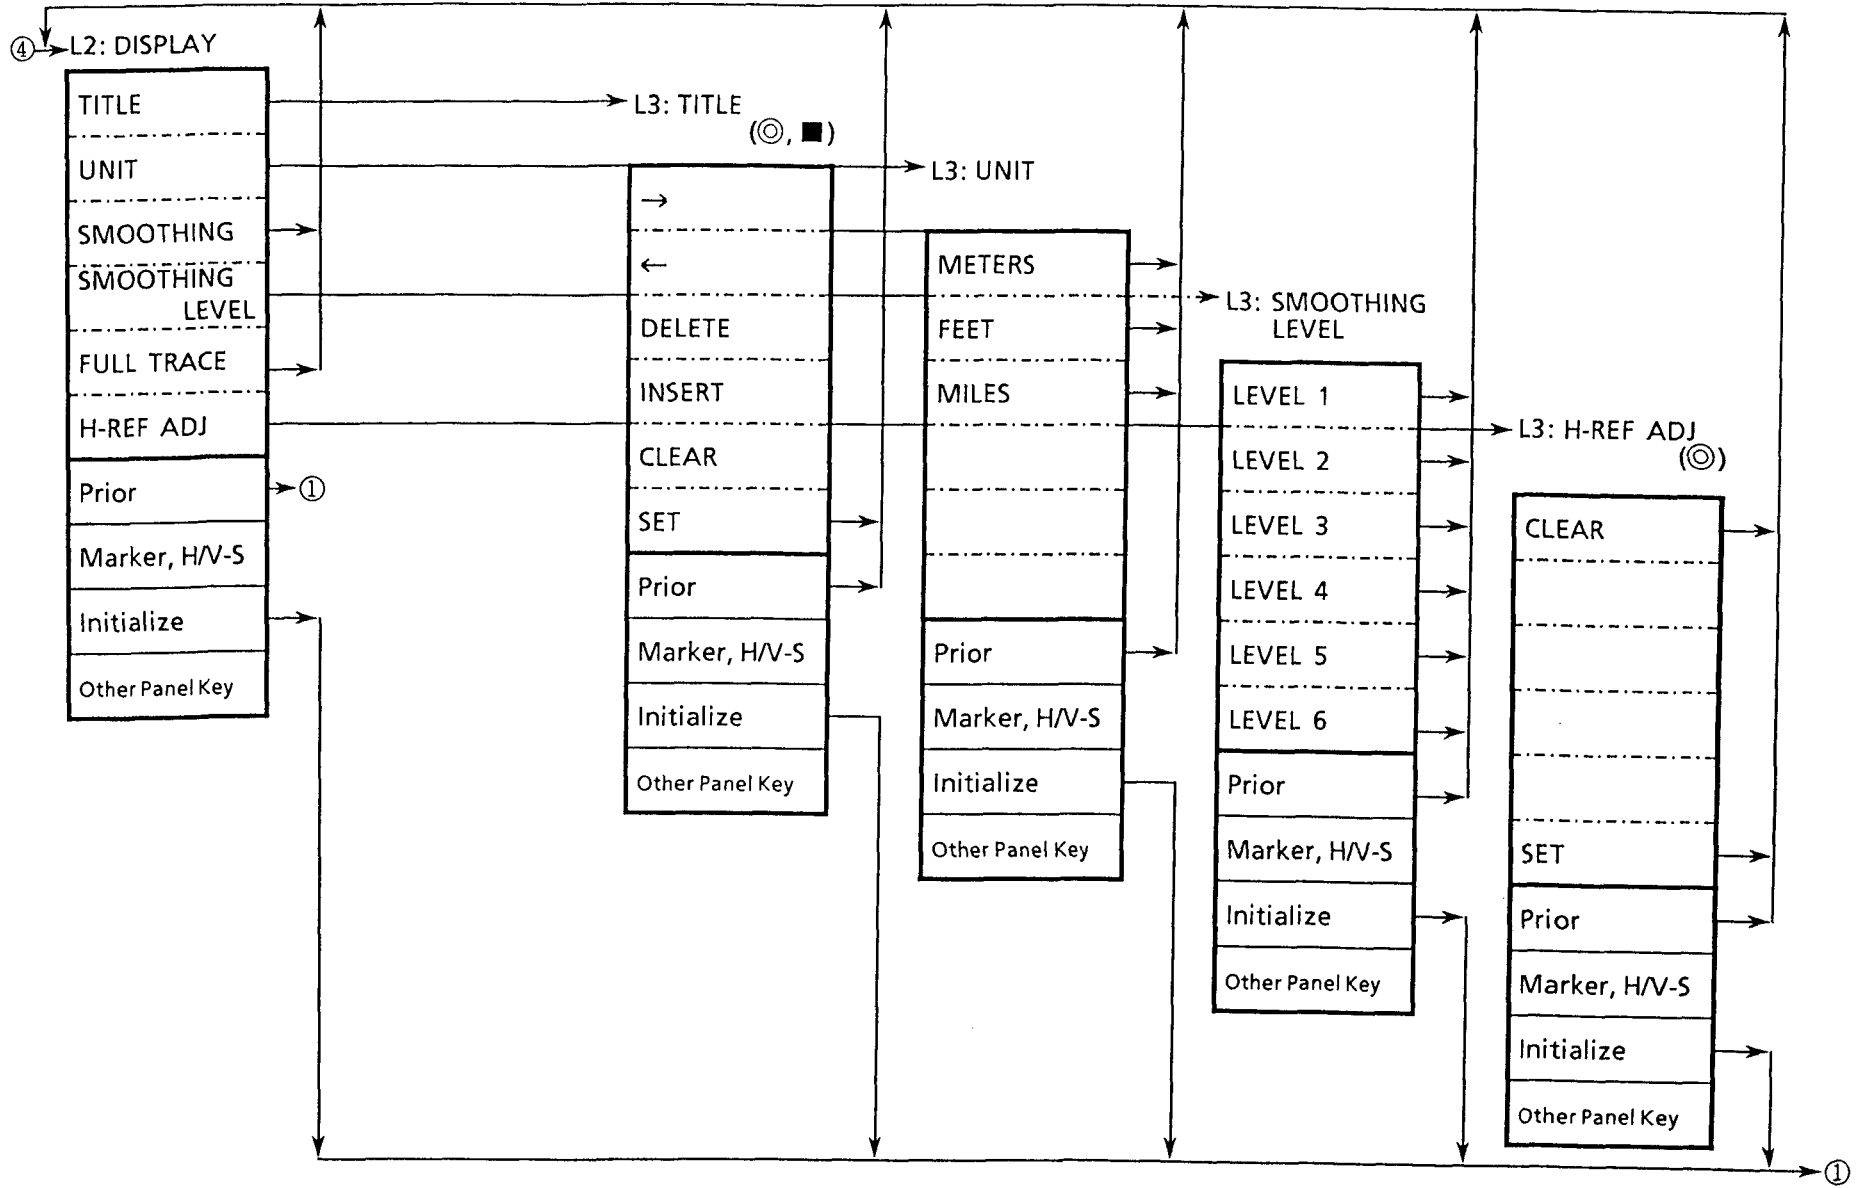 ④ L2: DISPLAY
TITLE
UNIT
SMOOTHING
SMOOTHING
LEVEL
FULL TRACE
H-REF ADJ
Prior
①
Marker, H/V-S
Initialize
Other Panel Key
L3: TITLE
(◎, ■)
→
←
DELETE
INSERT
CLEAR
SET
Prior
Marker, H/V-S
Initialize
Other Panel Key
L3: UNIT
METERS
FEET
MILES
Prior
Marker, H/V-S
Initialize
Other Panel Key
L3: SMOOTHING
LEVEL
LEVEL 1
LEVEL 2
LEVEL 3
LEVEL 4
LEVEL 5
LEVEL 6
Prior
Marker, H/V-S
Initialize
Other Panel Key
L3: H-REF ADJ
(◎)
CLEAR
SET
Prior
Marker, H/V-S
Initialize
Other Panel Key
①